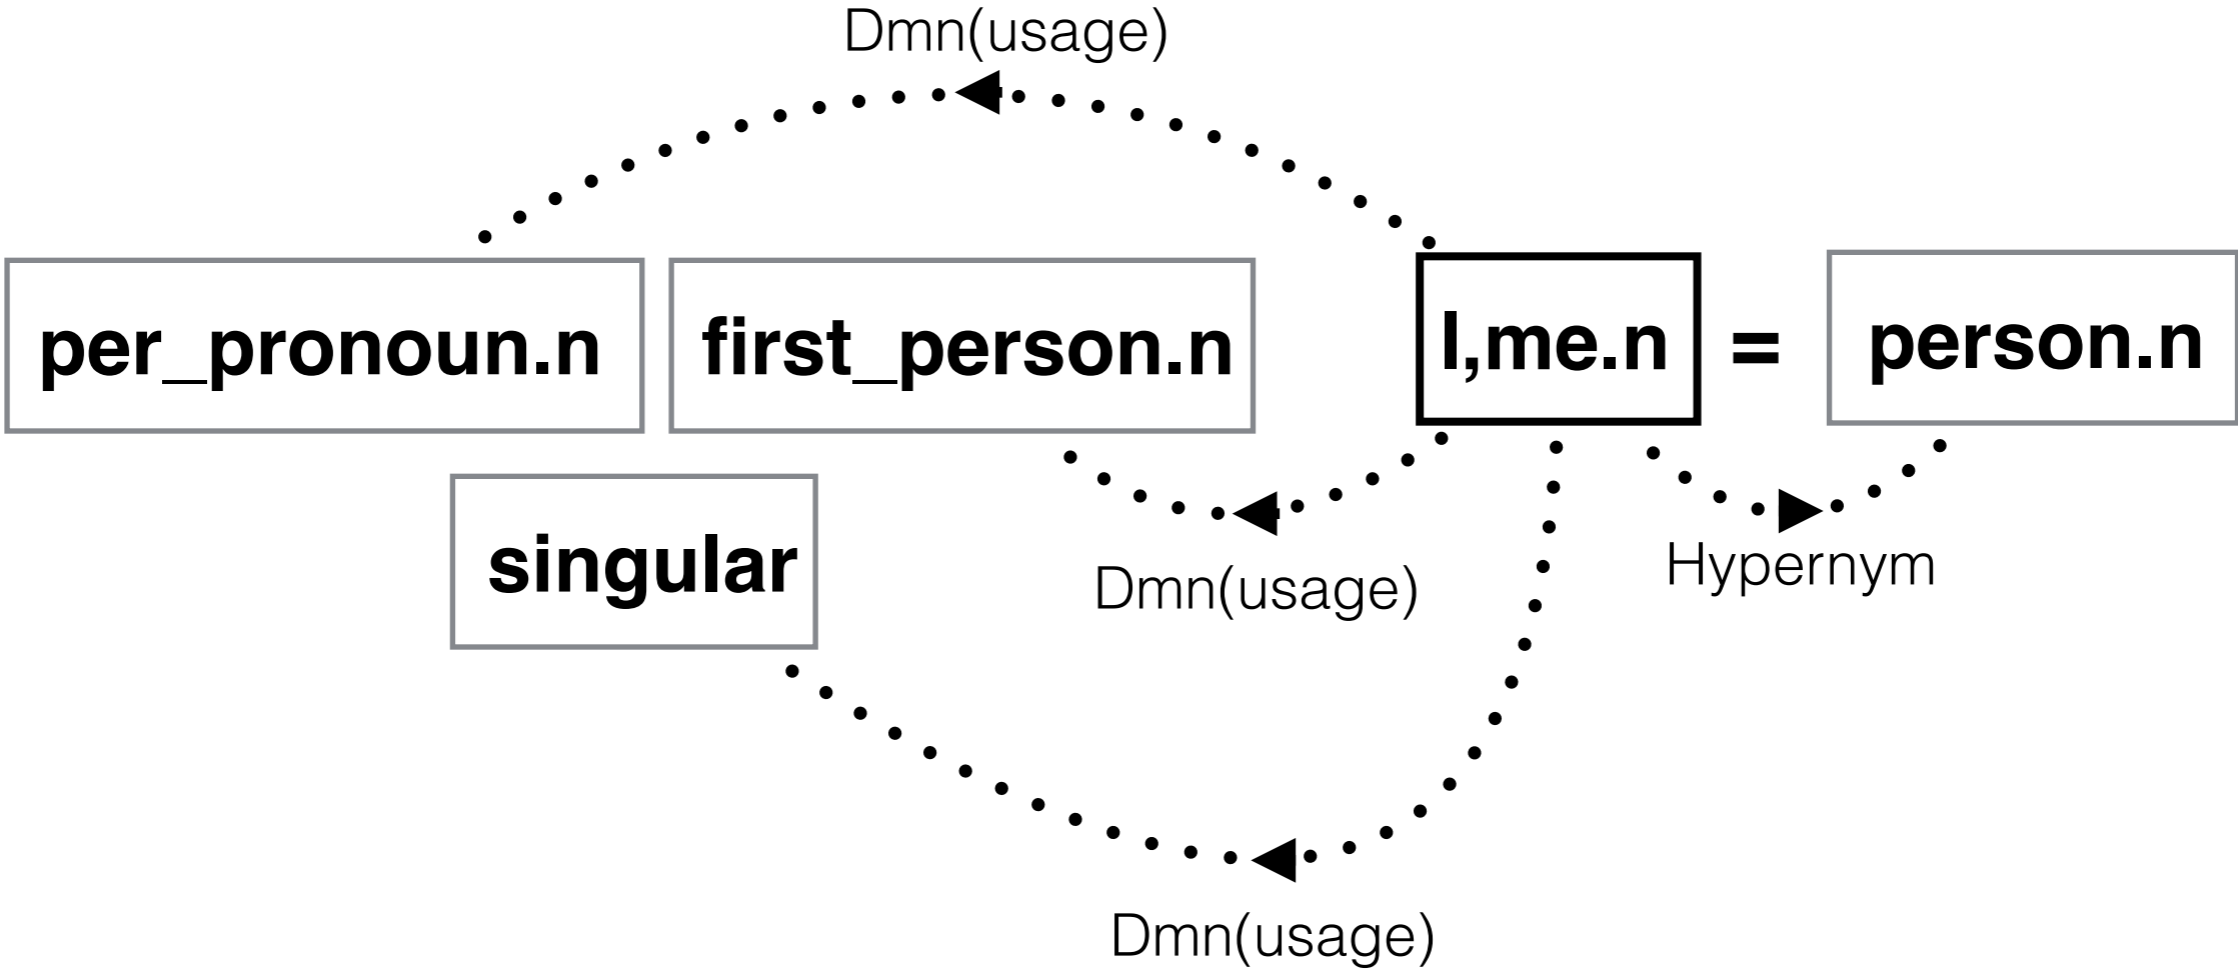 Dmn(usage)
per_pronoun.n first_person.n I,me.n = person.n
singular
Dmn(usage)
Hypernym
Dmn(usage)